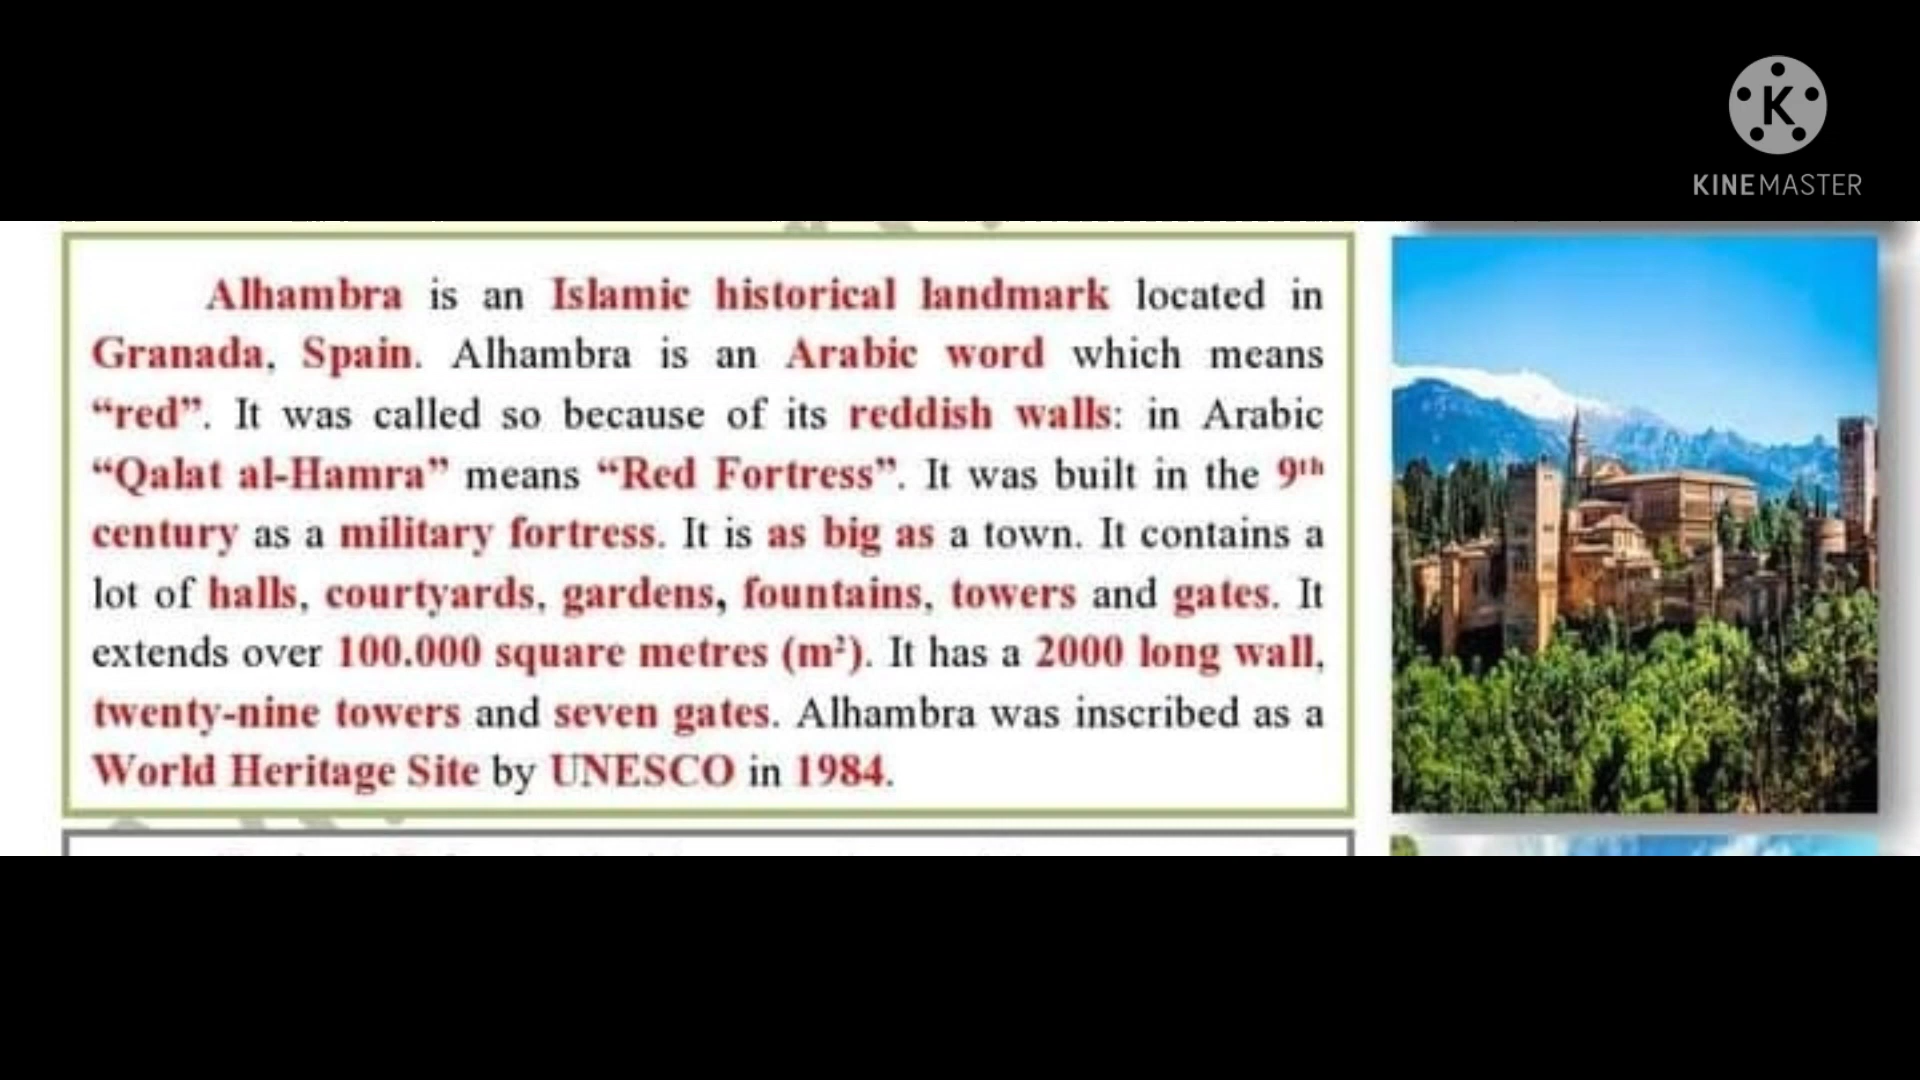 KINEMASTER
Alhambra is an Islamic historical landmark located in
Granada, Spain. Alhambra is an Arabic word which means
“red”. It was called so because of its reddish walls: in Arabic
“Qalat al-Hamra” means “Red Fortress”. It was built in the 9th
century as a military fortress. It is as big as a town. It contains a
lot of halls, courtyards, gardens, fountains, towers and gates. It
extends over 100.000 square metres (m²). It has a 2000 long wall,
twenty-nine towers and seven gates. Alhambra was inscribed as a
World Heritage Site by UNESCO in 1984.